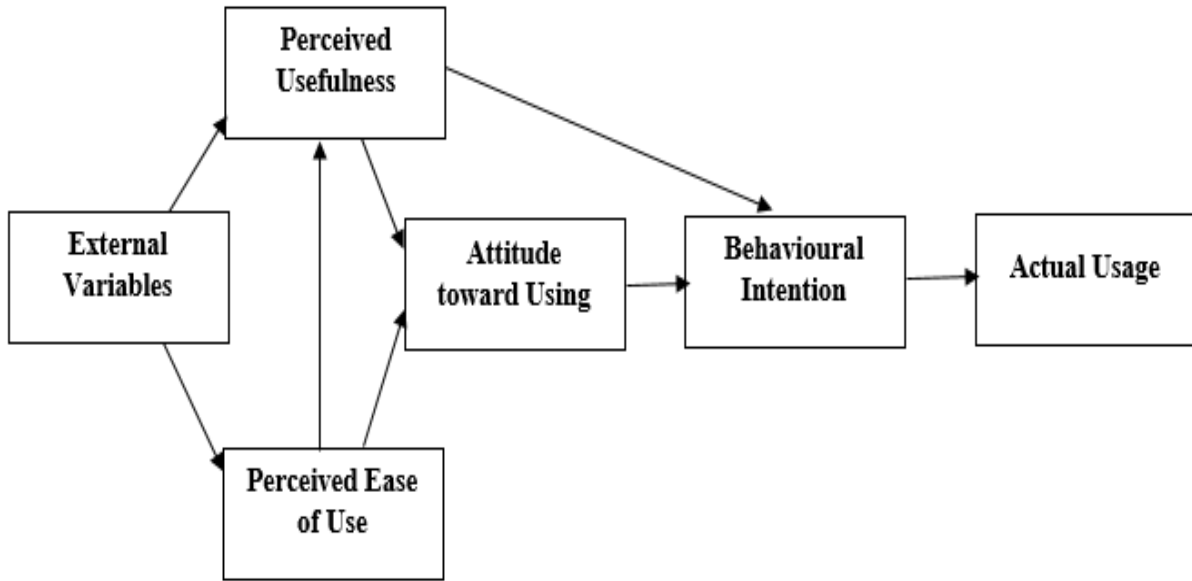 Perceived
Usefulness
External
Variables
Attitude
toward Using
Behavioural
Intention
Actual Usage
Perceived Ease
of Use